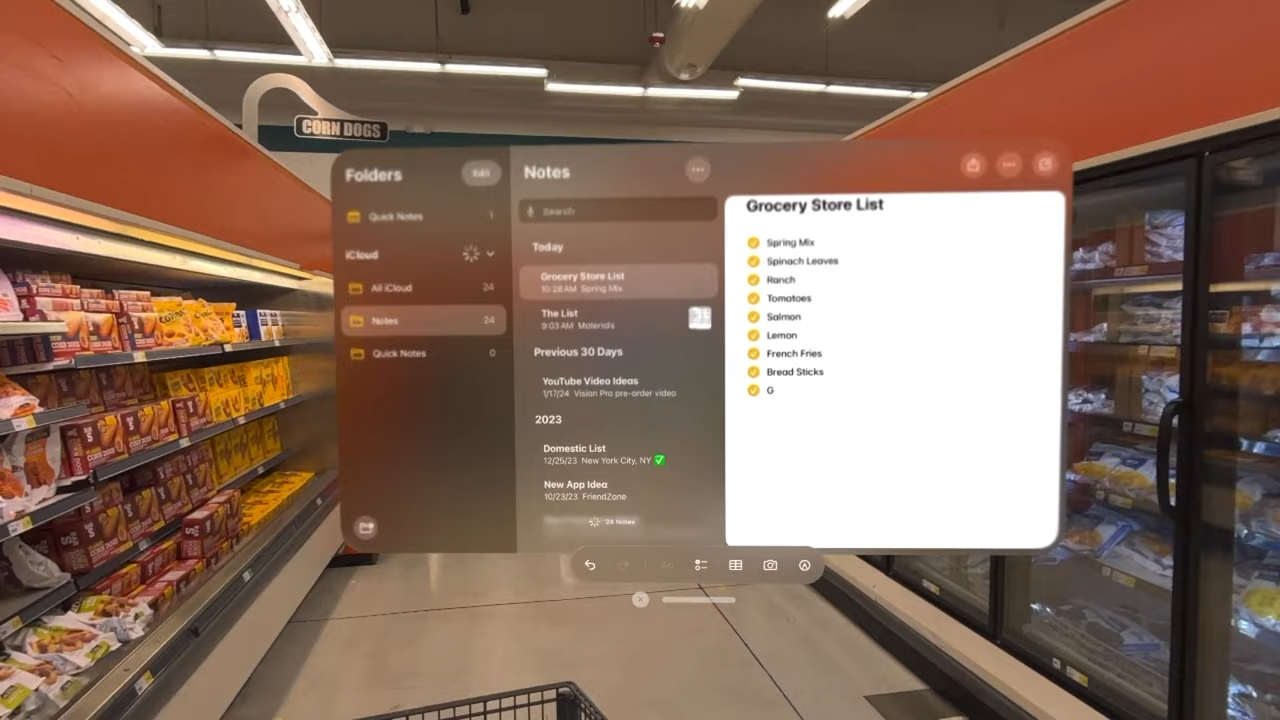 CORN DOGS
Folders
Edit
Quick Notes 1
iCloud
All iCloud 24
Notes 24
Quick Notes 0
Notes
Search
Today
Grocery Store List
10:28 AM Spring Mix
The List
9:03 AM Materials
Previous 30 Days
YouTube Video Ideas
1/17/24 Vision Pro pre-order video
2023
Domestic List
12/25/23 New York City, NY ✅
New App Idea
10/23/23 FriendZone
24 Notes
Grocery Store List
Spring Mix
Spinach Leaves
Ranch
Tomatoes
Salmon
Lemon
French Fries
Bread Sticks
G
Aa